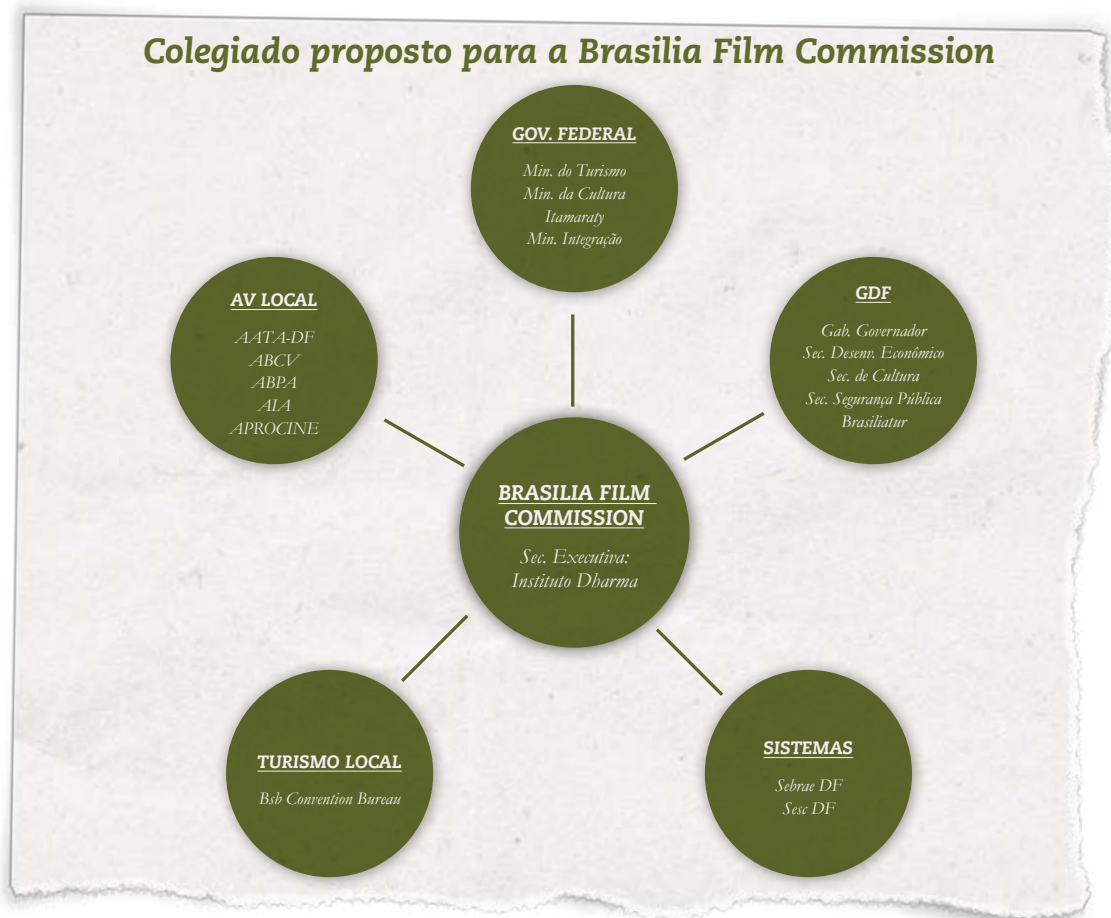 Colegiado proposto para a Brasilia Film Commission
GOV. FEDERAL
Min. do Turismo
Min. da Cultura
Itamaraty
Min. Integração
AV LOCAL
AATA-DF
ABCV
ABPA
ALA
APROCINE
GDF
Gab. Governador
Sec. Desenv. Econômico
Sec. de Cultura
Sec. Segurança Pública
Brasiliatur
BRASILIA FILM
COMMISSION
Sec. Executiva:
Instituto Dharma
TURISMO LOCAL
Bsb Convention Bureau
SISTEMAS
Sebrae DF
Sesc DF